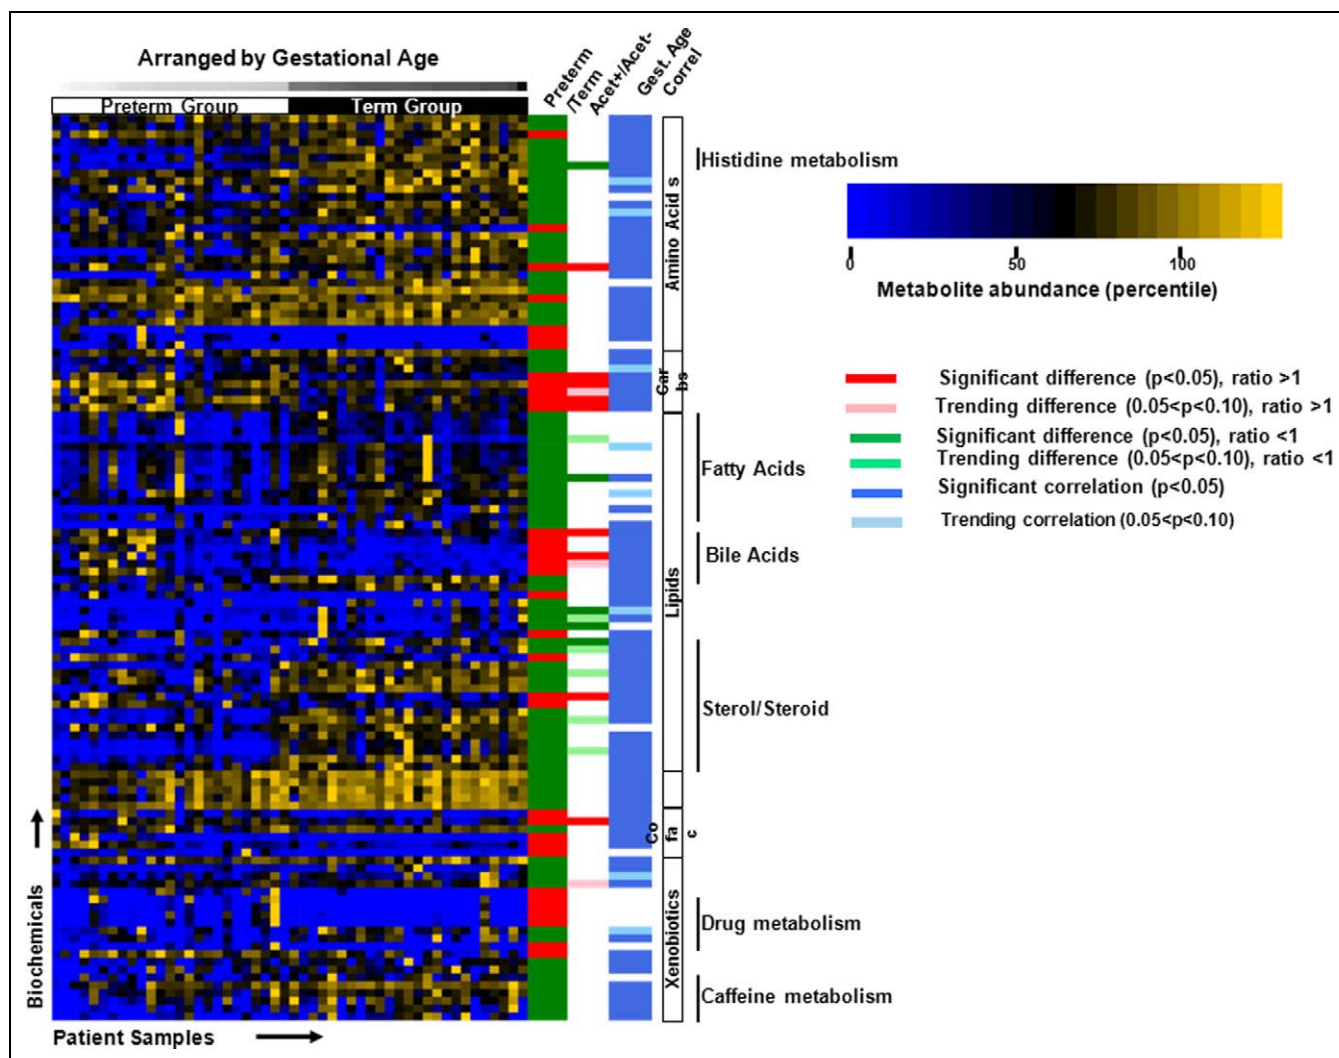 Arranged by Gestational Age
Preterm
/Term
Acet+/Acet-
Gest. Age
Correl
Preterm Group
Term Group
Amino Acids
Histidine metabolism
0
50
100
Metabolite abundance (percentile)
Car
bs
Significant difference (p<0.05), ratio >1
Trending difference (0.05<p<0.10), ratio >1
Significant difference (p<0.05), ratio <1
Trending difference (0.05<p<0.10), ratio <1
Significant correlation (p<0.05)
Trending correlation (0.05<p<0.10)
Lipids
Fatty Acids
Bile Acids
Sterol/Steroid
Co
fa
c
Xenobiotics
Drug metabolism
Caffeine metabolism
Biochemicals
Patient Samples